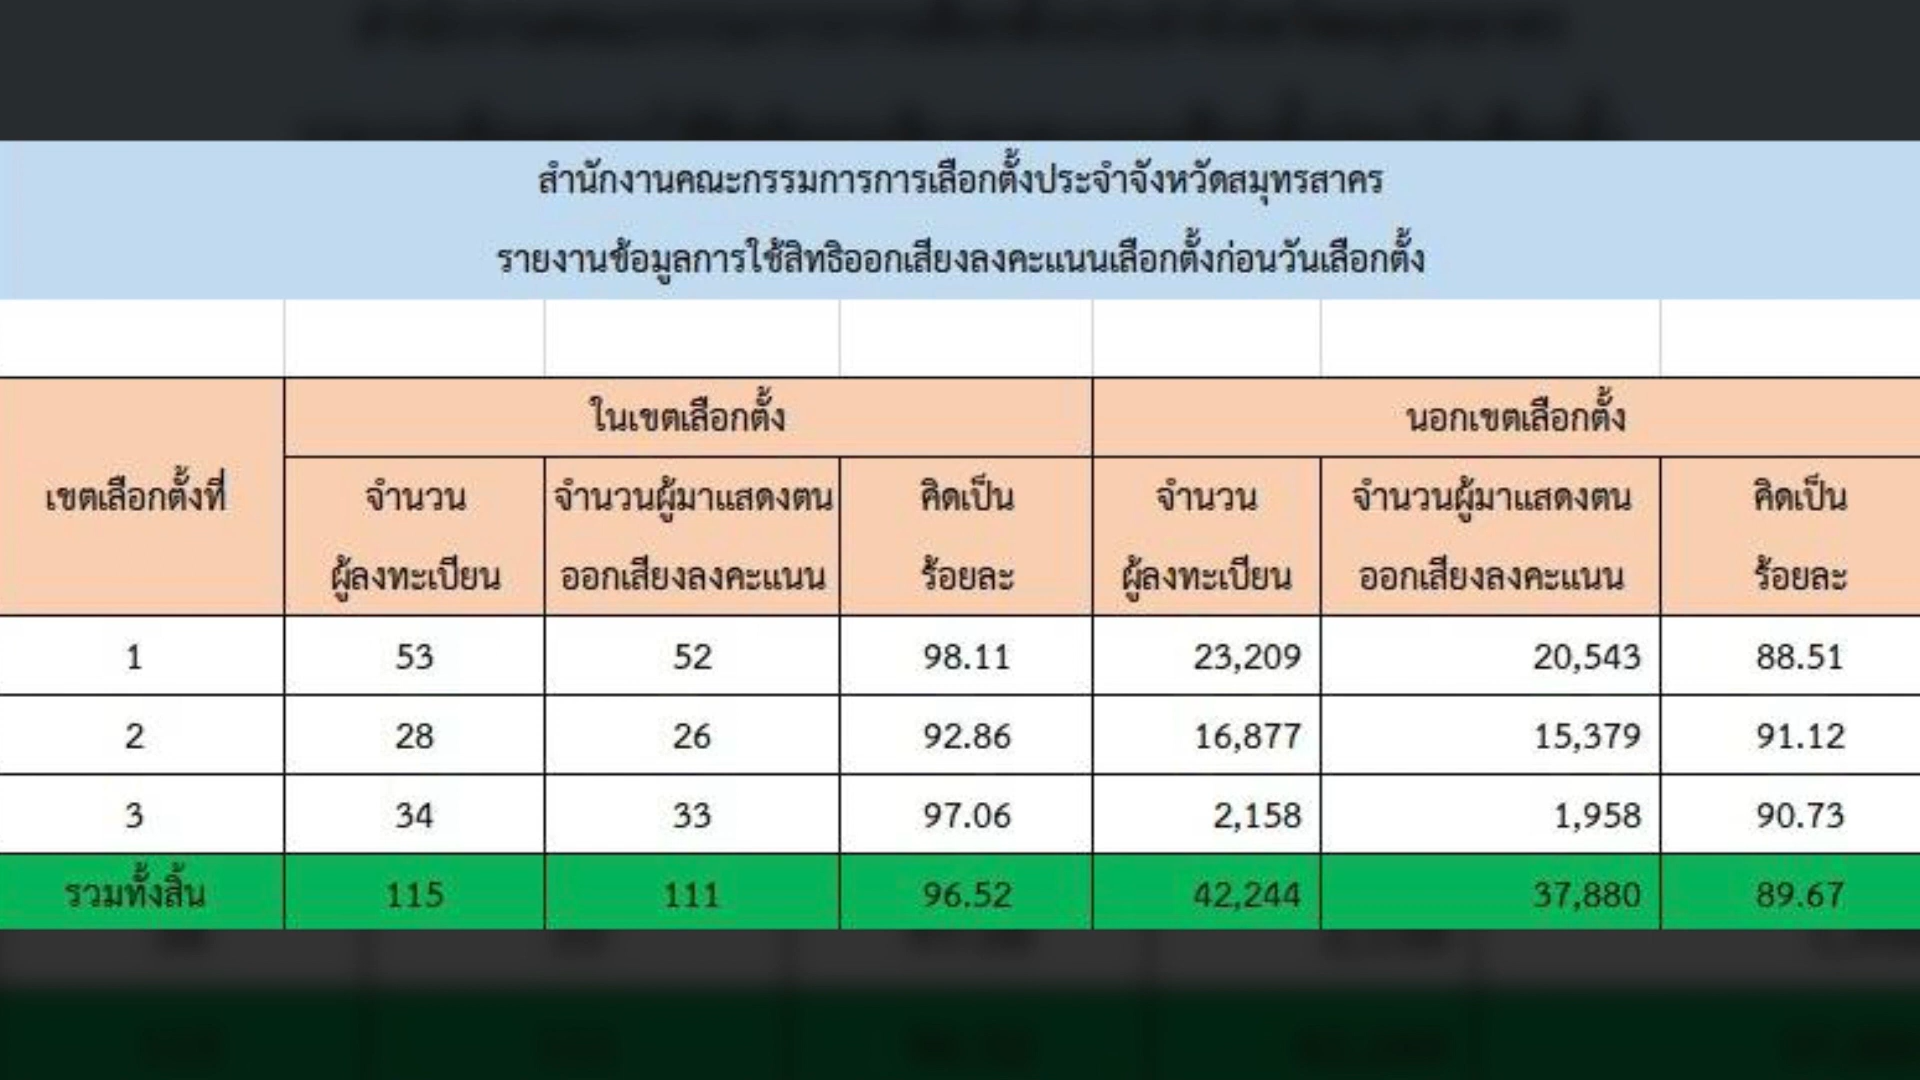 สำนักงานคณะกรรมการการเลือกตั้งประจำจังหวัดสมุทรสาคร
รายงานข้อมูลการใช้สิทธิออกเสียงลงคะแนนเลือกตั้งก่อนวันเลือกตั้ง
เขตเลือกตั้งที่ ในเขตเลือกตั้ง นอกเขตเลือกตั้ง
จำนวน จำนวนผู้มาแสดงตน คิดเป็น จำนวน จำนวนผู้มาแสดงตน คิดเป็น
ผู้ลงทะเบียน ออกเสียงลงคะแนน ร้อยละ ผู้ลงทะเบียน ออกเสียงลงคะแนน ร้อยละ
1 53 52 98.11 23,209 20,543 88.51
2 28 26 92.86 16,877 15,379 91.12
3 34 33 97.06 2,158 1,958 90.73
รวมทั้งสิ้น 115 111 96.52 42,244 37,880 89.67